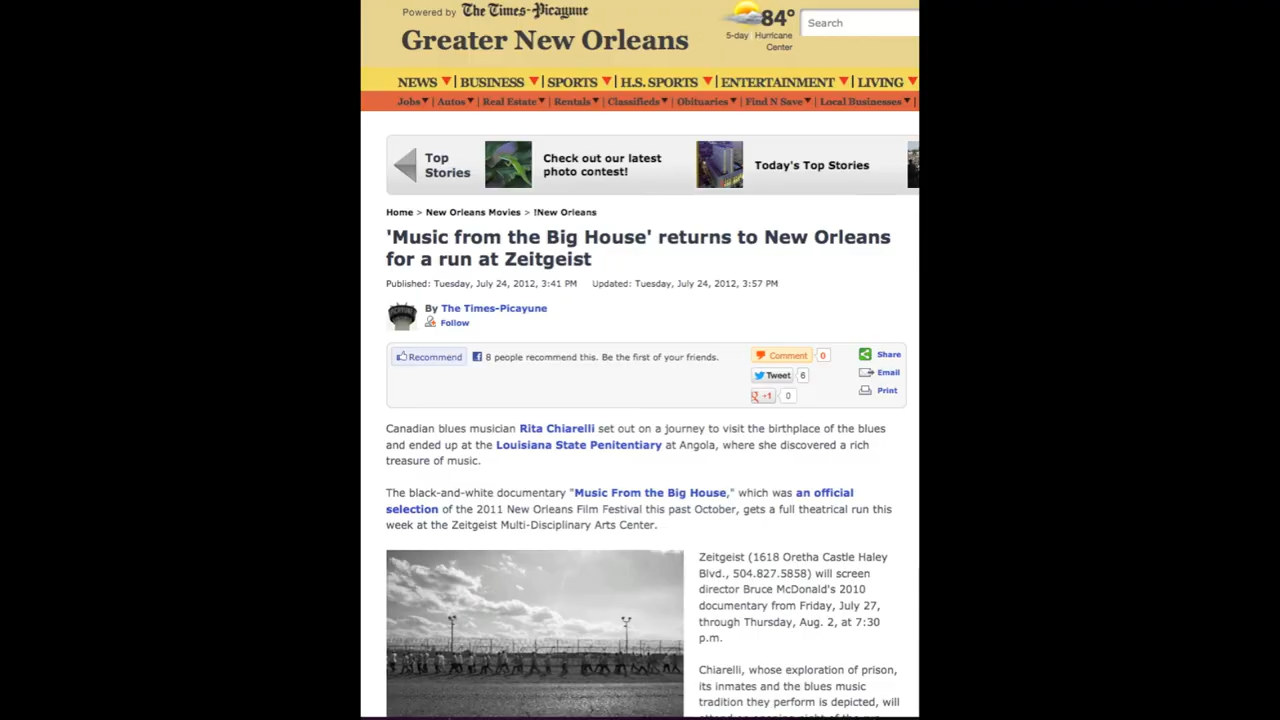 Powered by The Times-Picayune
Greater New Orleans
84°
5-day Hurricane
Center
Search
NEWS | BUSINESS | SPORTS | H.S. SPORTS | ENTERTAINMENT | LIVING
Jobs | Autos | Real Estate | Rentals | Classifieds | Obituaries | Find N Save | Local Businesses |
Top
Stories
Check out our latest
photo contest!
Today's Top Stories
Home > New Orleans Movies > !New Orleans
'Music from the Big House' returns to New Orleans
for a run at Zeitgeist
Published: Tuesday, July 24, 2012, 3:41 PM Updated: Tuesday, July 24, 2012, 3:57 PM
PICAYUNE
By The Times-Picayune
Follow
Recommend
8 people recommend this. Be the first of your friends.
Comment 0
Tweet 6
+1 0
Share
Email
Print
Canadian blues musician Rita Chiarelli set out on a journey to visit the birthplace of the blues
and ended up at the Louisiana State Penitentiary at Angola, where she discovered a rich
treasure of music.
The black-and-white documentary "Music From the Big House," which was an official
selection of the 2011 New Orleans Film Festival this past October, gets a full theatrical run this
week at the Zeitgeist Multi-Disciplinary Arts Center.
Zeitgeist (1618 Oretha Castle Haley
Blvd., 504.827.5858) will screen
director Bruce McDonald's 2010
documentary from Friday, July 27,
through Thursday, Aug. 2, at 7:30
p.m.
Chiarelli, whose exploration of prison,
its inmates and the blues music
tradition they perform is depicted, will